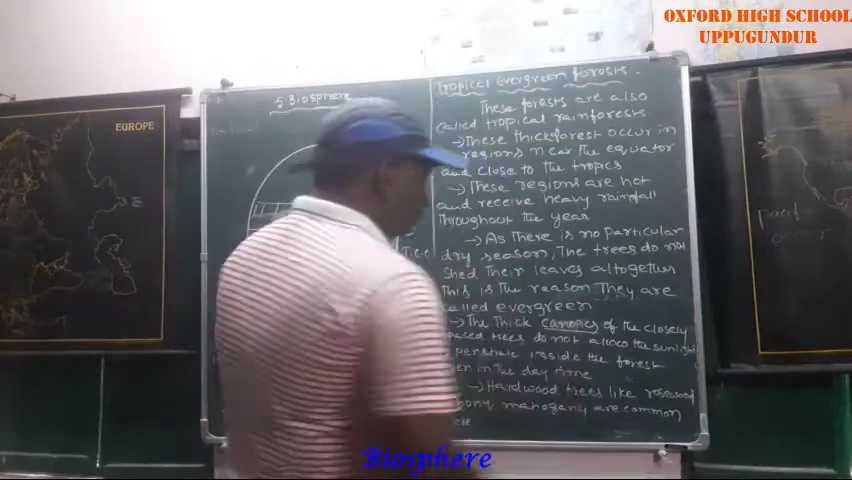 OXFORD HIGH SCHOOL
UPPUGUNDUR
EUROPE
5 Biosphere
Tropical Evergreen forests.
These forests are also
called tropical rainforests
→These thick forest occur in
regions near the equator
and close to the tropics
→ These regions are hot
and receive heavy rainfall
Throughout the year
→ As There is no particular
dry season, The trees do not
shed Their leaves altogether
this is the reason They are
called evergreen
→ The Thick canopies of the closely
spaced trees do not allow the sunlight
penetrate inside the forest
in the day time
→ Hardwood trees like rosewood
ebony, mahogany are common
here
Biosphere